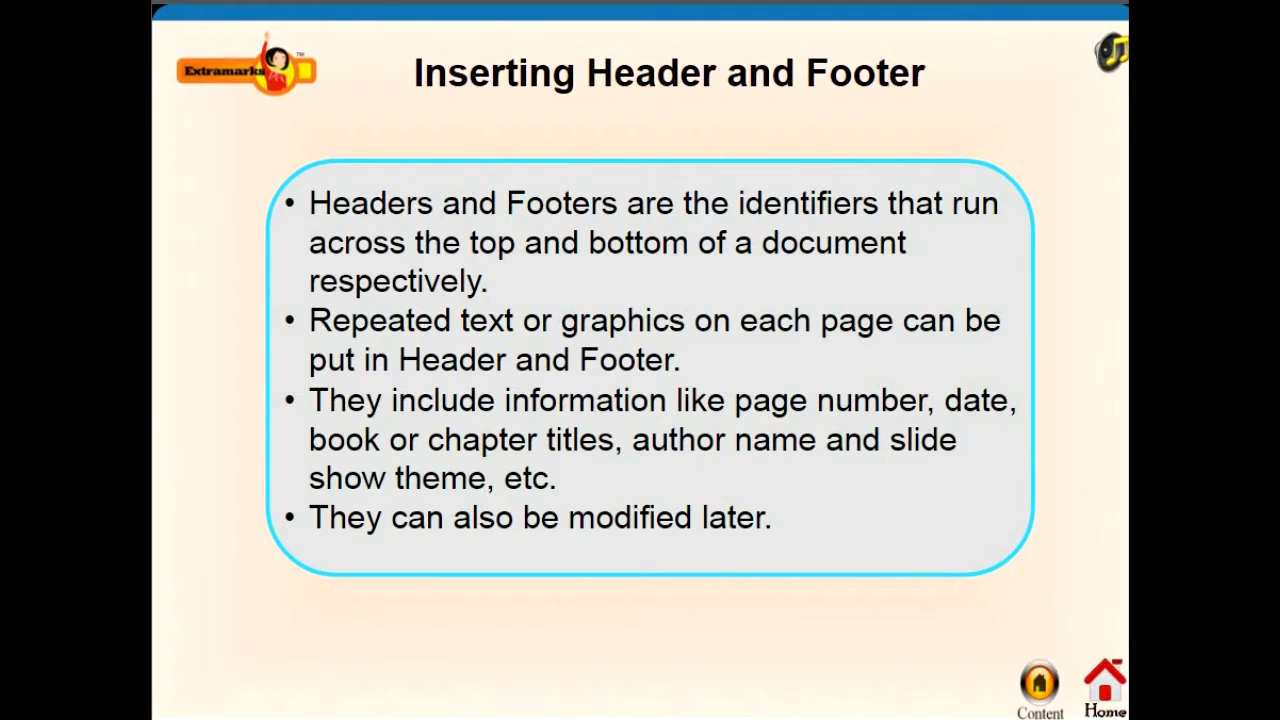 Extramarks
TM
Inserting Header and Footer
• Headers and Footers are the identifiers that run
across the top and bottom of a document
respectively.
• Repeated text or graphics on each page can be
put in Header and Footer.
• They include information like page number, date,
book or chapter titles, author name and slide
show theme, etc.
• They can also be modified later.
Content
Home